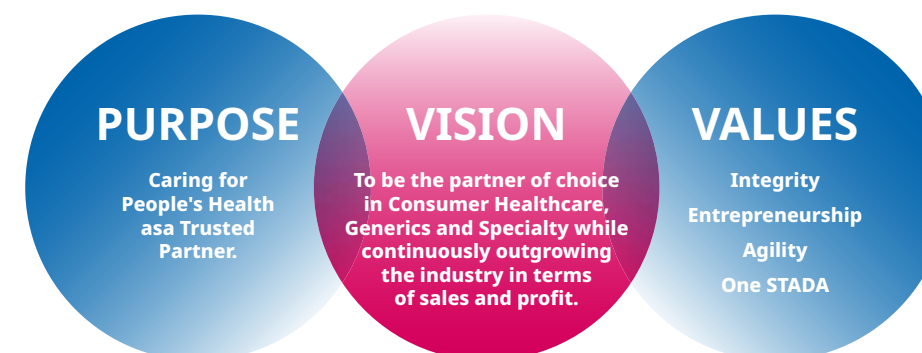 PURPOSE
Caring for
People's Health
asa Trusted
Partner.
VISION
To be the partner of choice
in Consumer Healthcare,
Generics and Specialty while
continuously outgrowing
the industry in terms
of sales and profit.
VALUES
Integrity
Entrepreneurship
Agility
One STADA